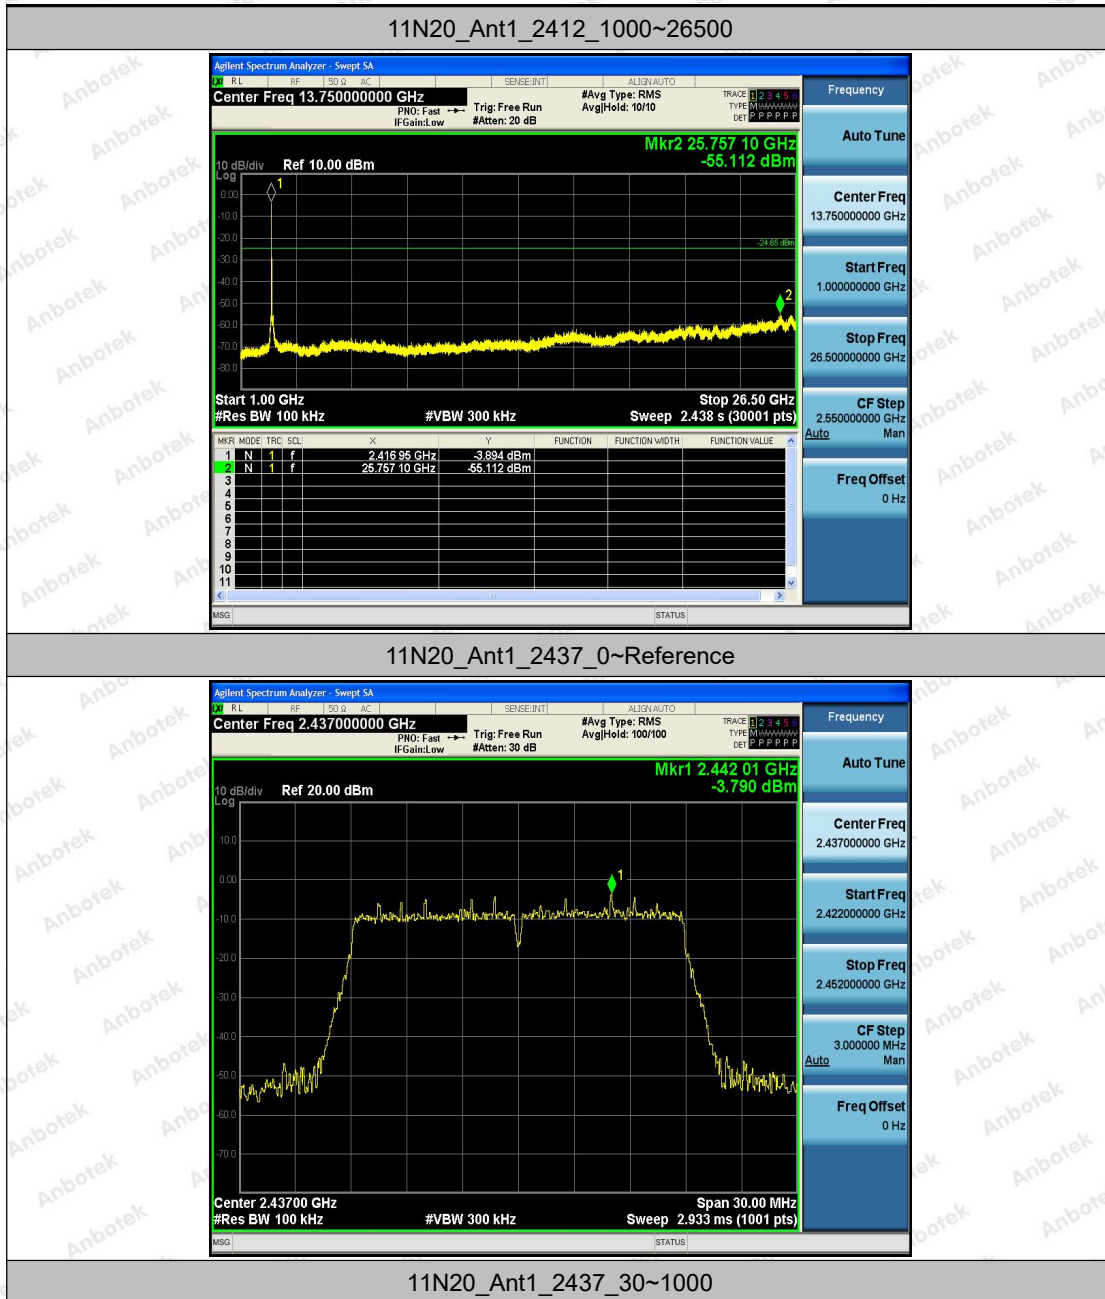 11N20_Ant1_2412_1000~26500
Agilent Spectrum Analyzer - Swept SA
RL RF 50 Ω AC SENSE:INT ALIGN AUTO
Center Freq 13.750000000 GHz
PNO: Fast
IFGain:Low
Trig: Free Run
#Atten: 20 dB
#Avg Type: RMS
Avg|Hold: 10/10
TRACE 1 2 3 4 5 6
TYPE M
DET P P P P P P
Mkr2 25.757 10 GHz
-55.112 dBm
10 dB/div Ref 10.00 dBm
Log
1
0.00
-10.0
-20.0
-24.65 dBm
-30.0
-40.0
-50.0
2
-60.0
-70.0
-80.0
Start 1.00 GHz Stop 26.50 GHz
#Res BW 100 kHz #VBW 300 kHz Sweep 2.438 s (30001 pts)
MKR MODE TRC SCL X Y FUNCTION FUNCTION WIDTH FUNCTION VALUE
1 N 1 f 2.416 95 GHz -3.894 dBm
2 N 1 f 25.757 10 GHz -55.112 dBm
3
4
5
6
7
8
9
10
11
MSG STATUS
Frequency
Auto Tune
Center Freq
13.750000000 GHz
Start Freq
1.000000000 GHz
Stop Freq
26.500000000 GHz
CF Step
2.550000000 GHz
Auto Man
Freq Offset
0 Hz
11N20_Ant1_2437_0~Reference
Agilent Spectrum Analyzer - Swept SA
RL RF 50 Ω AC SENSE:INT ALIGN AUTO
Center Freq 2.437000000 GHz
PNO: Fast
IFGain:Low
Trig: Free Run
#Atten: 30 dB
#Avg Type: RMS
Avg|Hold: 100/100
TRACE 1 2 3 4 5 6
TYPE M
DET P P P P P P
Mkr1 2.442 01 GHz
-3.790 dBm
10 dB/div Ref 20.00 dBm
Log
10.0
0.00
1
-10.0
-20.0
-30.0
-40.0
-50.0
-60.0
-70.0
Center 2.43700 GHz Span 30.00 MHz
#Res BW 100 kHz #VBW 300 kHz Sweep 2.933 ms (1001 pts)
MSG STATUS
Frequency
Auto Tune
Center Freq
2.437000000 GHz
Start Freq
2.422000000 GHz
Stop Freq
2.452000000 GHz
CF Step
3.000000 MHz
Auto Man
Freq Offset
0 Hz
11N20_Ant1_2437_30~1000
Anbotek